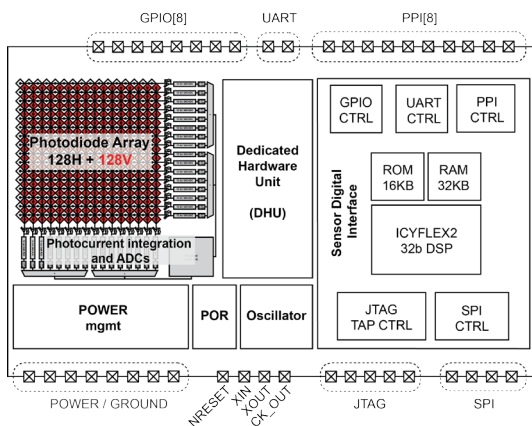 GPIO[8]
UART
PPI[8]
Photodiode Array
128H + 128V
Photocurrent integration
and ADCs
Dedicated
Hardware
Unit
(DHU)
Sensor Digital
Interface
GPIO
CTRL
UART
CTRL
PPI
CTRL
ROM
16KB
RAM
32KB
ICYFLEX2
32b DSP
JTAG
TAP CTRL
SPI
CTRL
POWER
mgmt
POR
Oscillator
POWER / GROUND
NRESET
XIN
XOUT
CK_OUT
JTAG
SPI